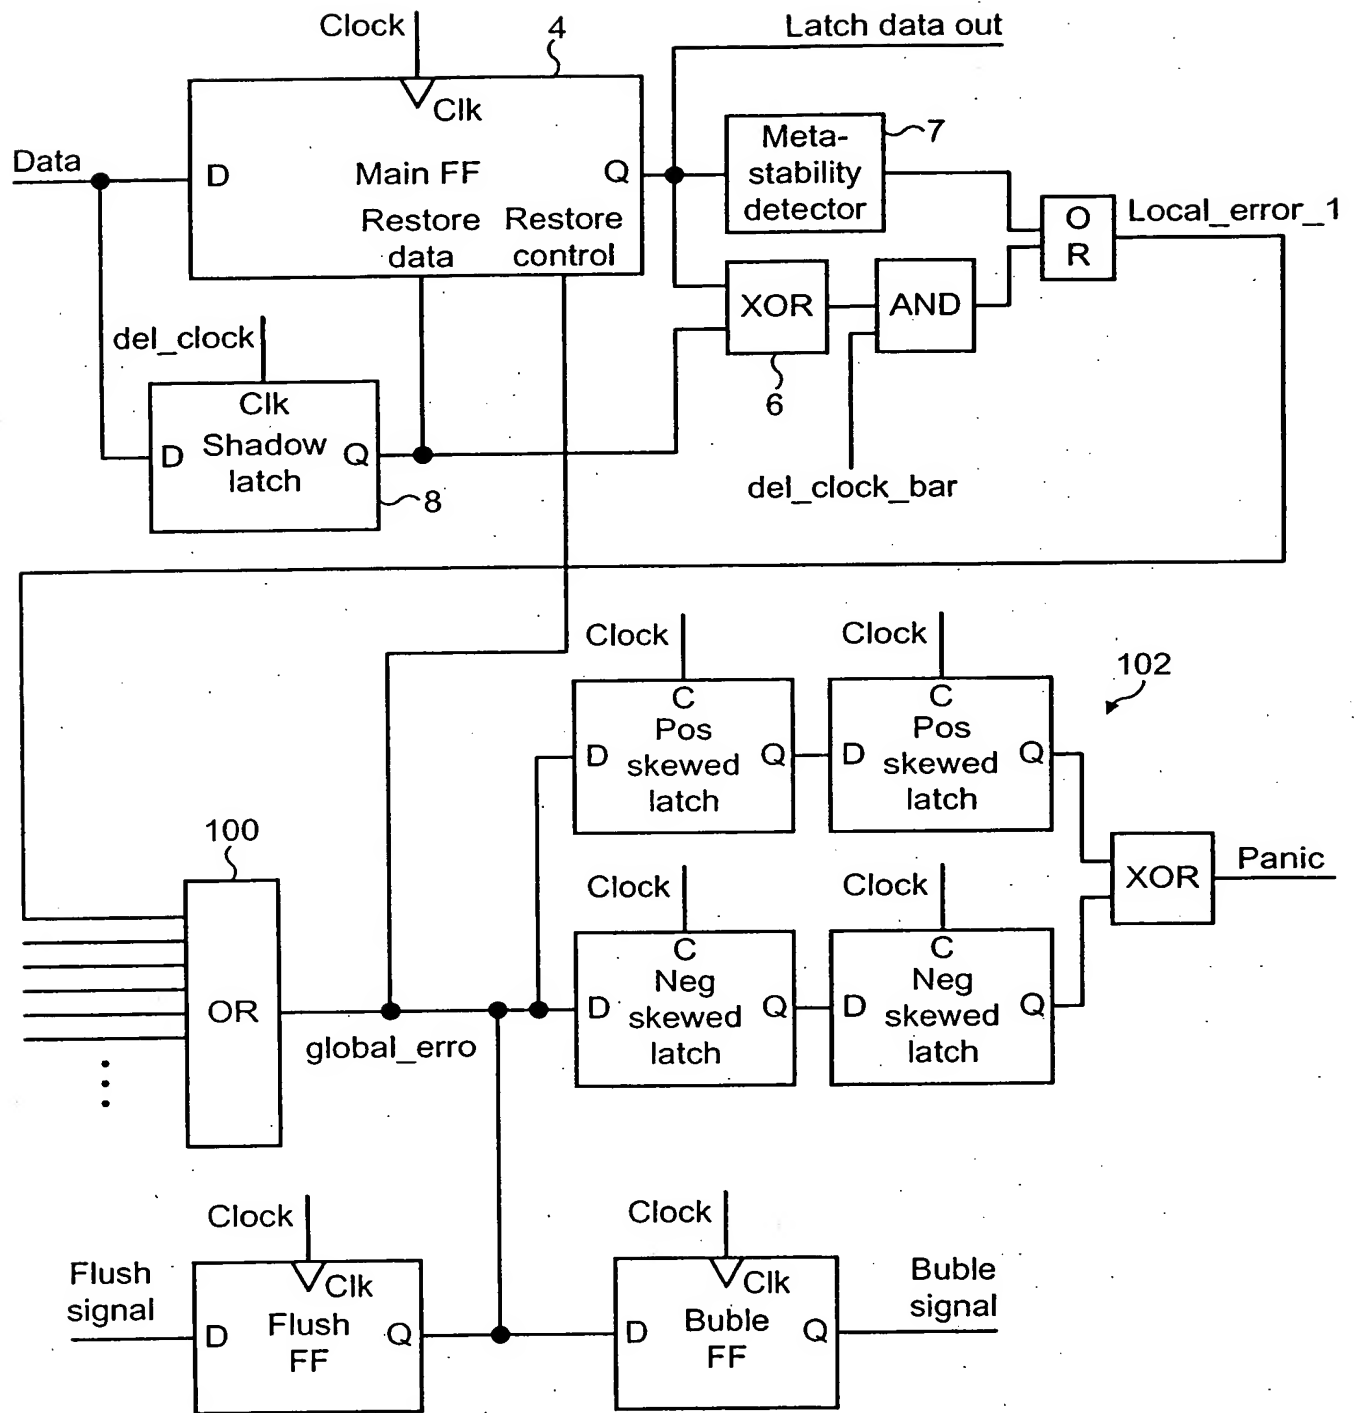 Clock
4
Latch data out
Clk
Data
D
Main FF
Q
Restore
data
Restore
control
Meta-
stability
detector
7
O
R
Local_error_1
XOR
6
AND
del_clock
Clk
D
Shadow
latch
Q
8
del_clock_bar
Clock
C
D
Pos
skewed
latch
Q
Clock
C
D
Pos
skewed
latch
Q
102
100
OR
global_erro
Clock
C
D
Neg
skewed
latch
Q
Clock
C
D
Neg
skewed
latch
Q
XOR
Panic
Clock
Flush
signal
Clk
D
Flush
FF
Q
Clock
Clk
D
Buble
FF
Q
Buble
signal